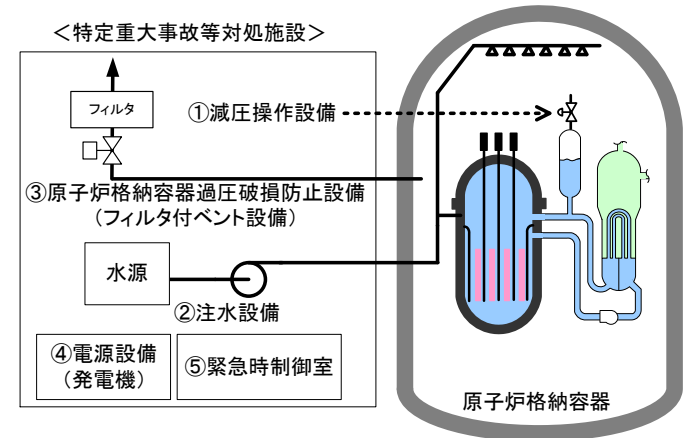 ＜特定重大事故等対処施設＞
フィルタ
①減圧操作設備
③原子炉格納容器過圧破損防止設備
（フィルタ付ベント設備）
水源
②注水設備
④電源設備
（発電機）
⑤緊急時制御室
原子炉格納容器